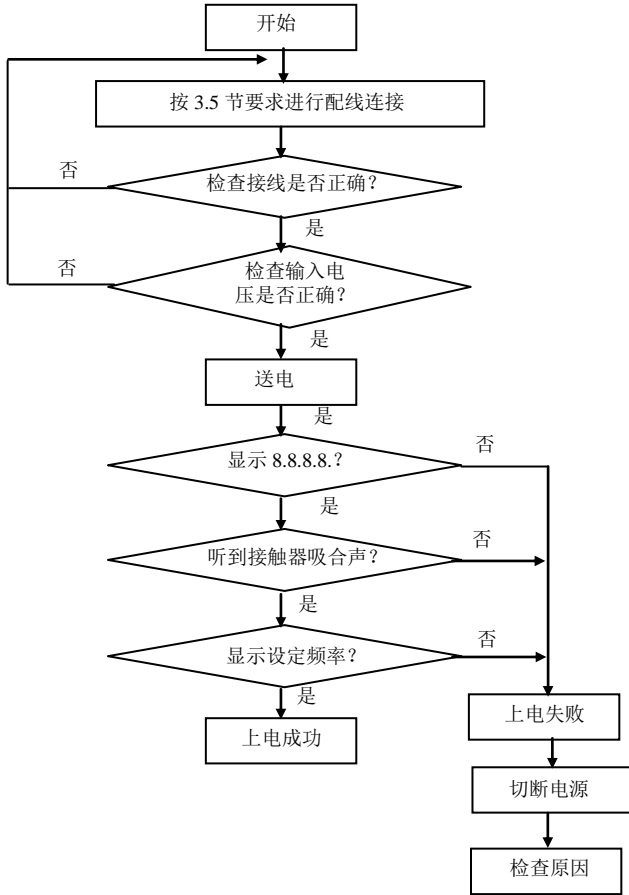 开始
按 3.5 节要求进行配线连接
否
检查接线是否正确？
是
否
检查输入电
压是否正确？
是
送电
是
显示 8.8.8.8.？
否
是
听到接触器吸合声？
否
是
显示设定频率？
否
是
上电成功
上电失败
切断电源
检查原因